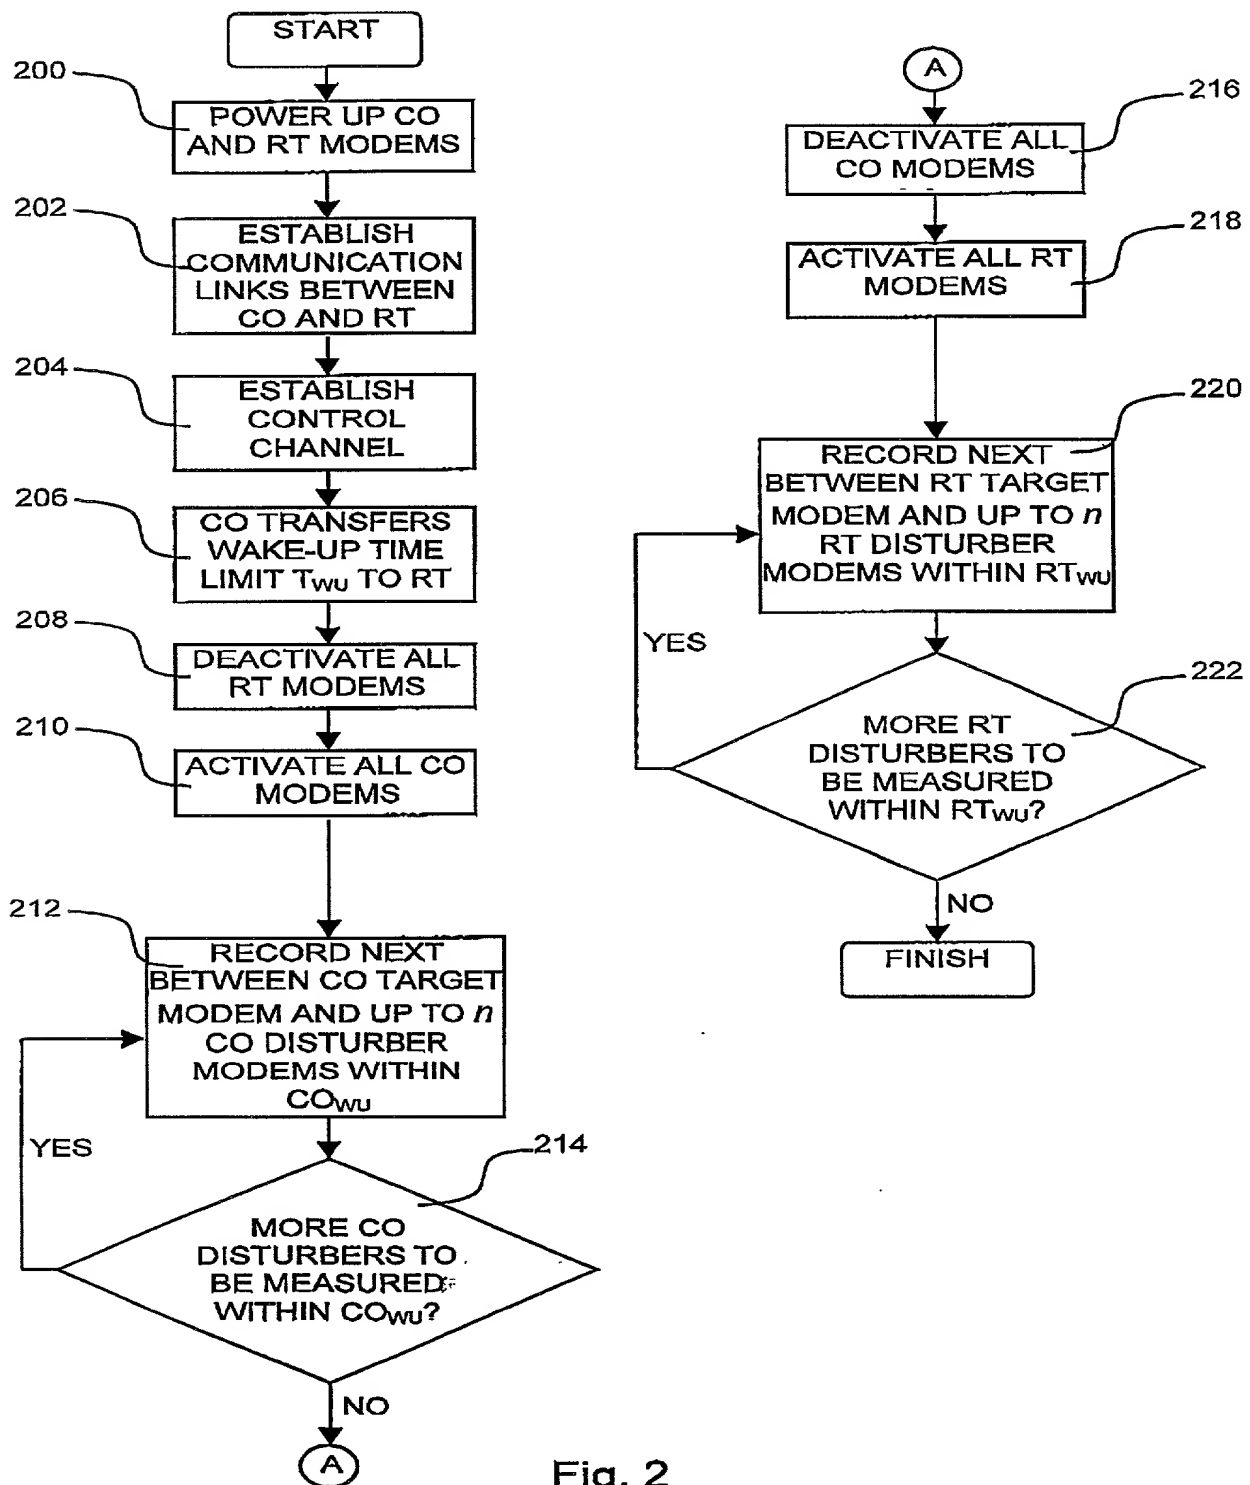 START
200
POWER UP CO
AND RT MODEMS
202
ESTABLISH
COMMUNICATION
LINKS BETWEEN
CO AND RT
204
ESTABLISH
CONTROL
CHANNEL
206
CO TRANSFERS
WAKE-UP TIME
LIMIT TWU TO RT
208
DEACTIVATE ALL
RT MODEMS
210
ACTIVATE ALL CO
MODEMS
212
RECORD NEXT
BETWEEN CO TARGET
MODEM AND UP TO n
CO DISTURBER
MODEMS WITHIN
COWU
YES
214
MORE CO
DISTURBERS TO
BE MEASURED
WITHIN COWU?
NO
A
A
216
DEACTIVATE ALL
CO MODEMS
218
ACTIVATE ALL RT
MODEMS
220
RECORD NEXT
BETWEEN RT TARGET
MODEM AND UP TO n
RT DISTURBER
MODEMS WITHIN RTWU
YES
222
MORE RT
DISTURBERS TO
BE MEASURED
WITHIN RTWU?
NO
FINISH
Fig. 2